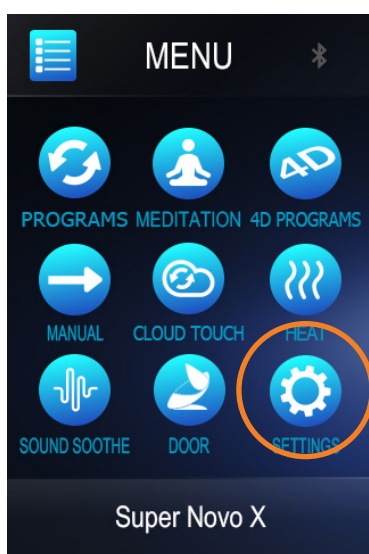 MENU
PROGRAMS MEDITATION 4D PROGRAMS
MANUAL CLOUD TOUCH HEAT
SOUND SOOTHE DOOR SETTINGS
Super Novo X